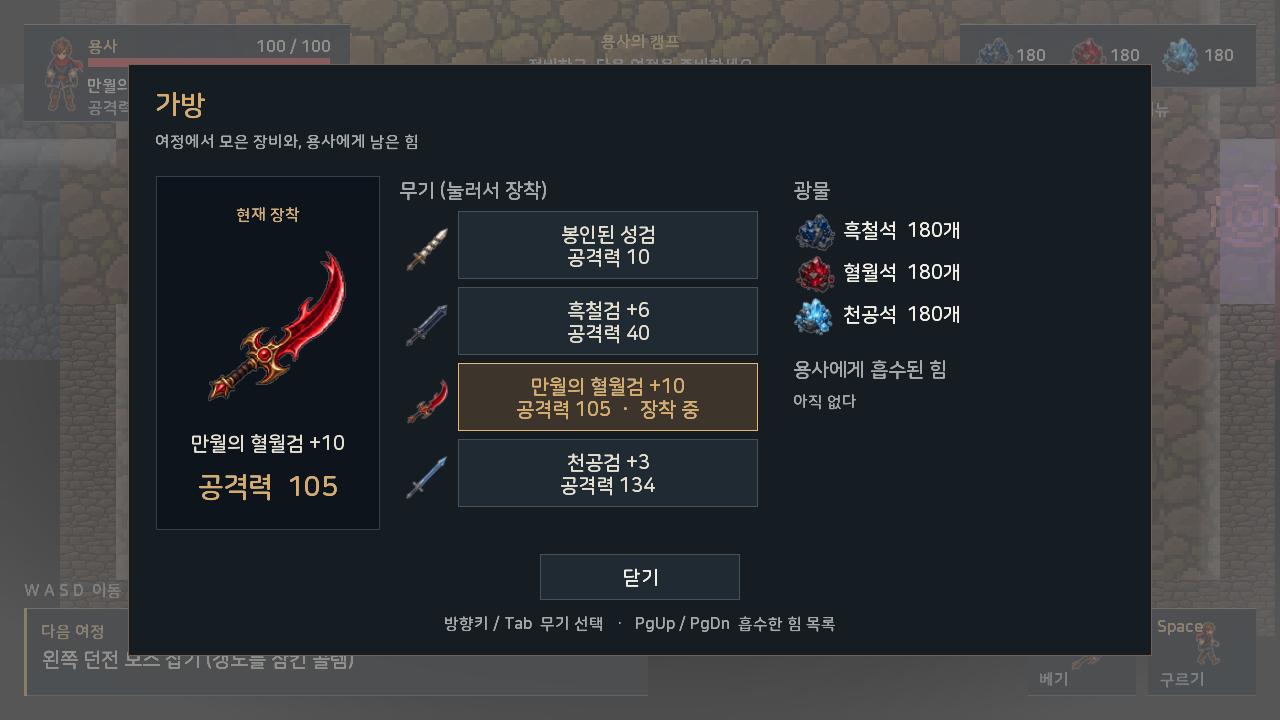 용사
100 / 100
용사의 캠프
180
180
180
만월의
공격력
가방
여정에서 모은 장비와, 용사에게 남은 힘
현재 장착
만월의 혈월검 +10
공격력 105
무기 (눌러서 장착)
봉인된 성검
공격력 10
흑철검 +6
공격력 40
만월의 혈월검 +10
공격력 105 · 장착 중
천공검 +3
공격력 134
광물
흑철석 180개
혈월석 180개
천공석 180개
용사에게 흡수된 힘
아직 없다
닫기
방향키 / Tab 무기 선택 · PgUp / PgDn 흡수한 힘 목록
W A S D 이동
다음 여정
왼쪽 던전 보스 잡기
베기
Space
구르기